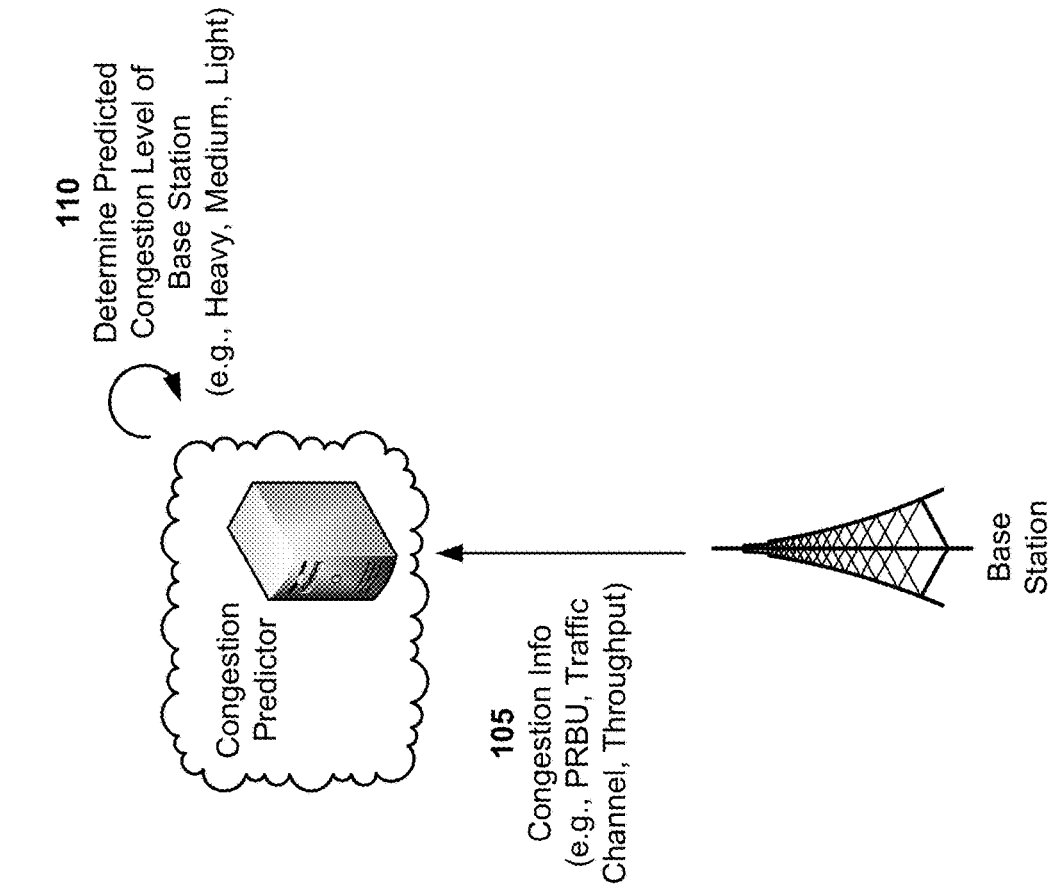 110
Determine Predicted
Congestion Level of
Base Station
(e.g., Heavy, Medium, Light)
Congestion
Predictor
105
Congestion Info
(e.g., PRBU, Traffic
Channel, Throughput)
Base
Station